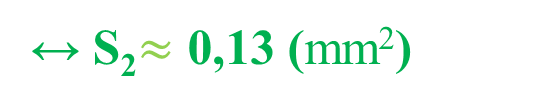 ↔ S₂≈ 0,13 (mm²)